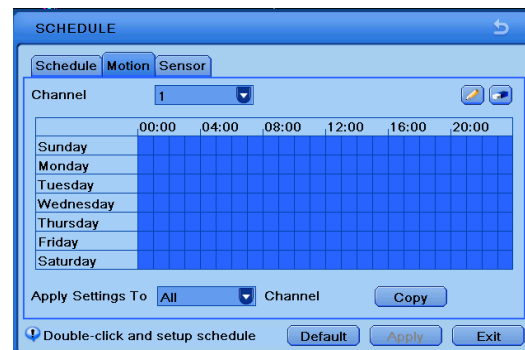 SCHEDULE
Schedule Motion Sensor
Channel 1
00:00 04:00 08:00 12:00 16:00 20:00
Sunday
Monday
Tuesday
Wednesday
Thursday
Friday
Saturday
Apply Settings To All Channel Copy
Double-click and setup schedule Default Apply Exit